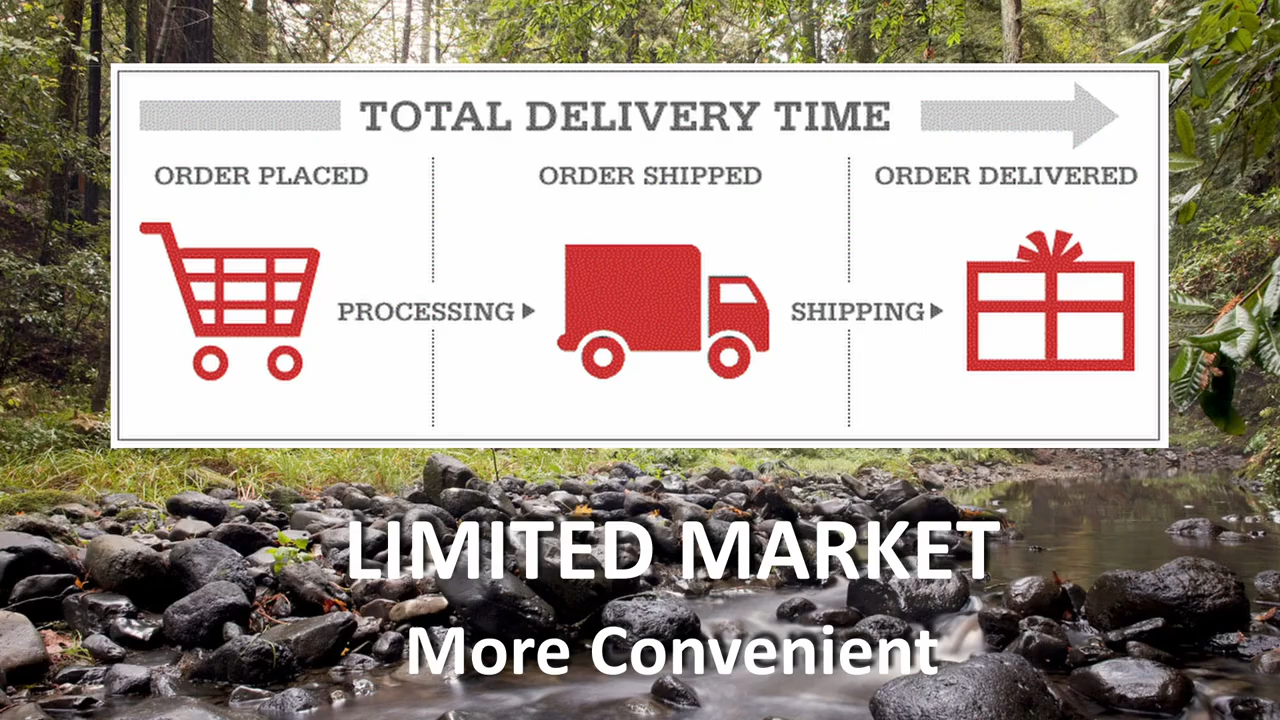 TOTAL DELIVERY TIME
ORDER PLACED
ORDER SHIPPED
ORDER DELIVERED
PROCESSING
SHIPPING
LIMITED MARKET
More Convenient